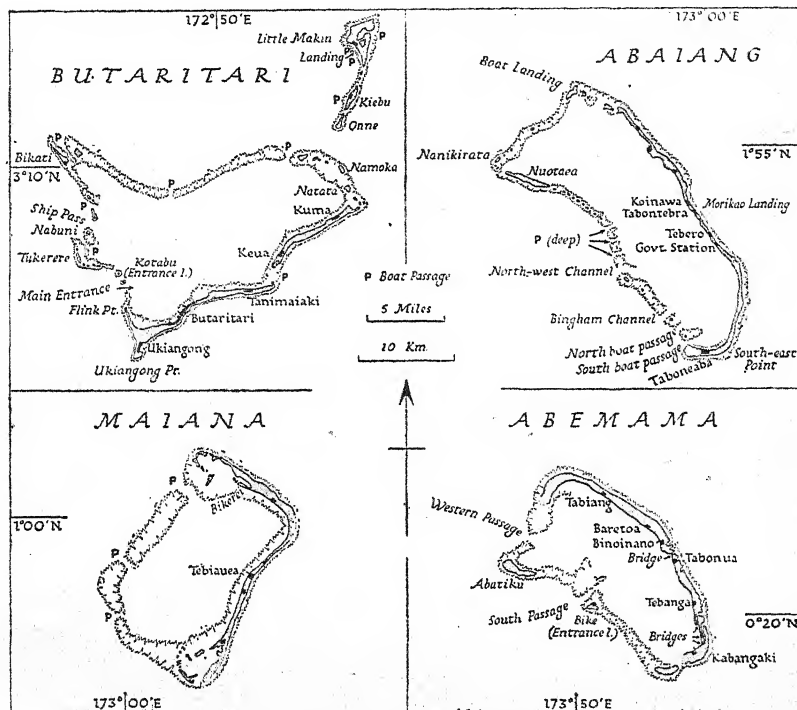 172° 50'E
Little Makin
Landing
P
P
P
P
Kiebu
Onne
BUTARITARI
P
Bikati
3° 10'N
P
P
P
Namoka
Natata
Kuma
Ship Pass
Nabuni
Tukerere
Kotabu
(Entrance I.)
Main Entrance
Flink Pt.
Keua
P
Tanimaiaki
Butaritari
Ukiangong
Ukiangong Pt.
P Boat Passage
5 Miles
10 Km.
173° 00'E
ABAIANG
Boat Landing
1° 55'N
Nanikirata
Nuotaea
Koinawa
Tabontebra
Morikao Landing
Tebero
Govt. Station
P (deep)
North-west Channel
Bingham Channel
North boat passage
South boat passage
Taboneaba
South-east
Point
MAIANA
P
Bikerei
1° 00'N
P
Tebiauea
P
173° 00'E
ABEMAMA
Western Passage
Tabiang
Baretoa
Binoinano
Bridge
Tabonua
Abatiku
South Passage
Bike
(Entrance I.)
Tebanga
0° 20'N
Bridges
Kabangaki
173° 50'E